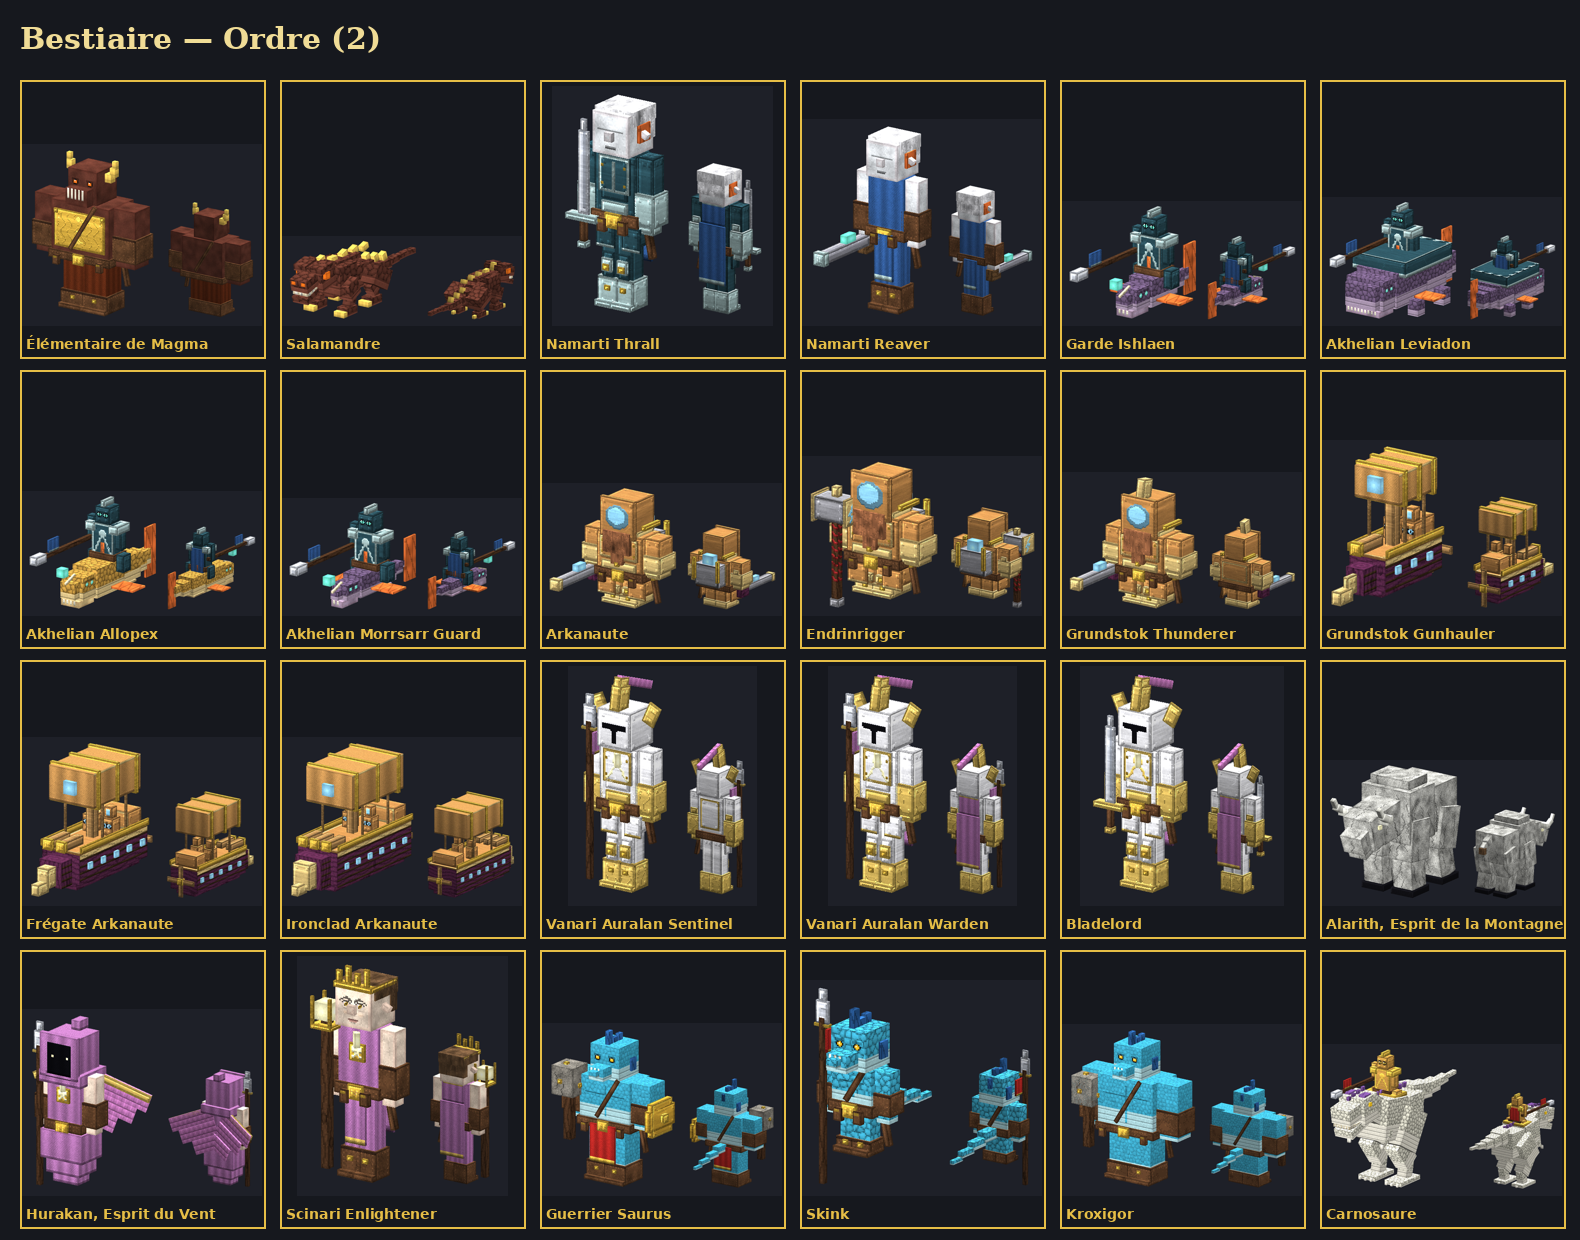 Bestiaire — Ordre (2)
Élémentaire de Magma
Salamandre
Namarti Thrall
Namarti Reaver
Garde Ishlaen
Akhelian Leviadon
Akhelian Allopex
Akhelian Morrsarr Guard
Arkanaute
Endrinrigger
Grundstok Thunderer
Grundstok Gunhauler
Frégate Arkanaute
Ironclad Arkanaute
Vanari Auralan Sentinel
Vanari Auralan Warden
Bladelord
Alarith, Esprit de la Montagne
Hurakan, Esprit du Vent
Scinari Enlightener
Guerrier Saurus
Skink
Kroxigor
Carnosaure